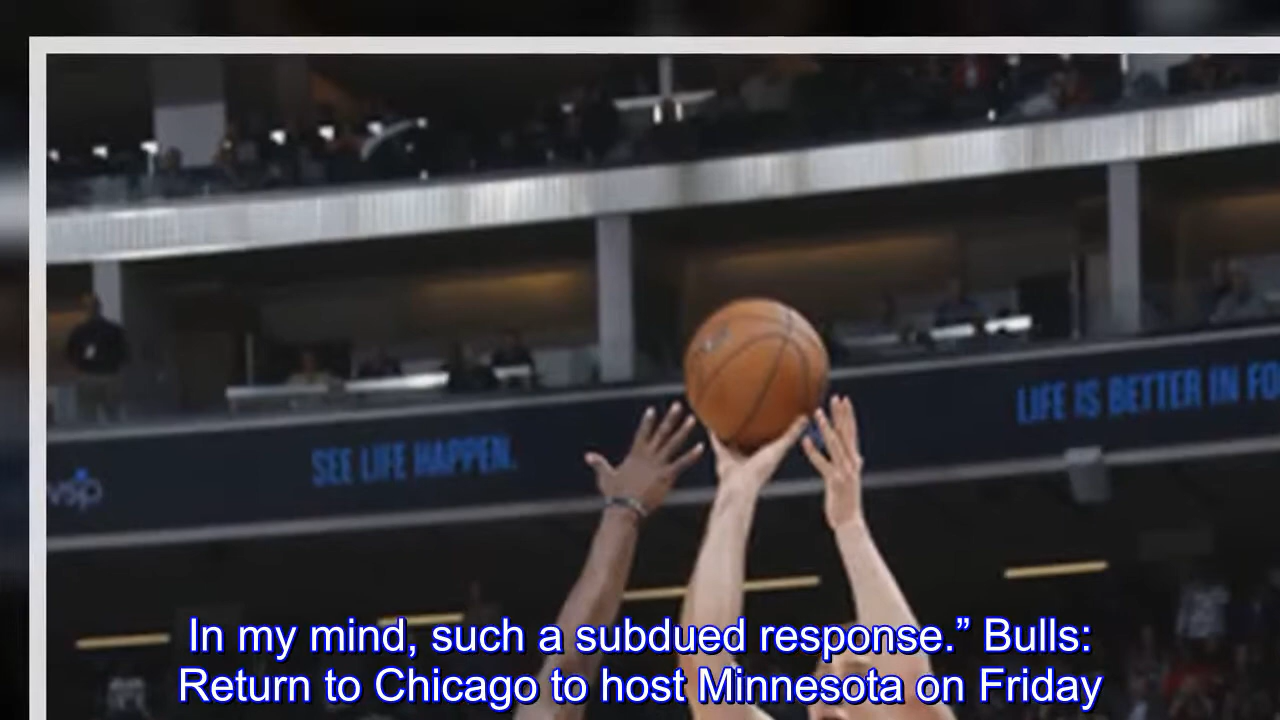 SEE LIFE HAPPEN.
LIFE IS BETTER IN FO
vsp
In my mind, such a subdued response.” Bulls:
Return to Chicago to host Minnesota on Friday